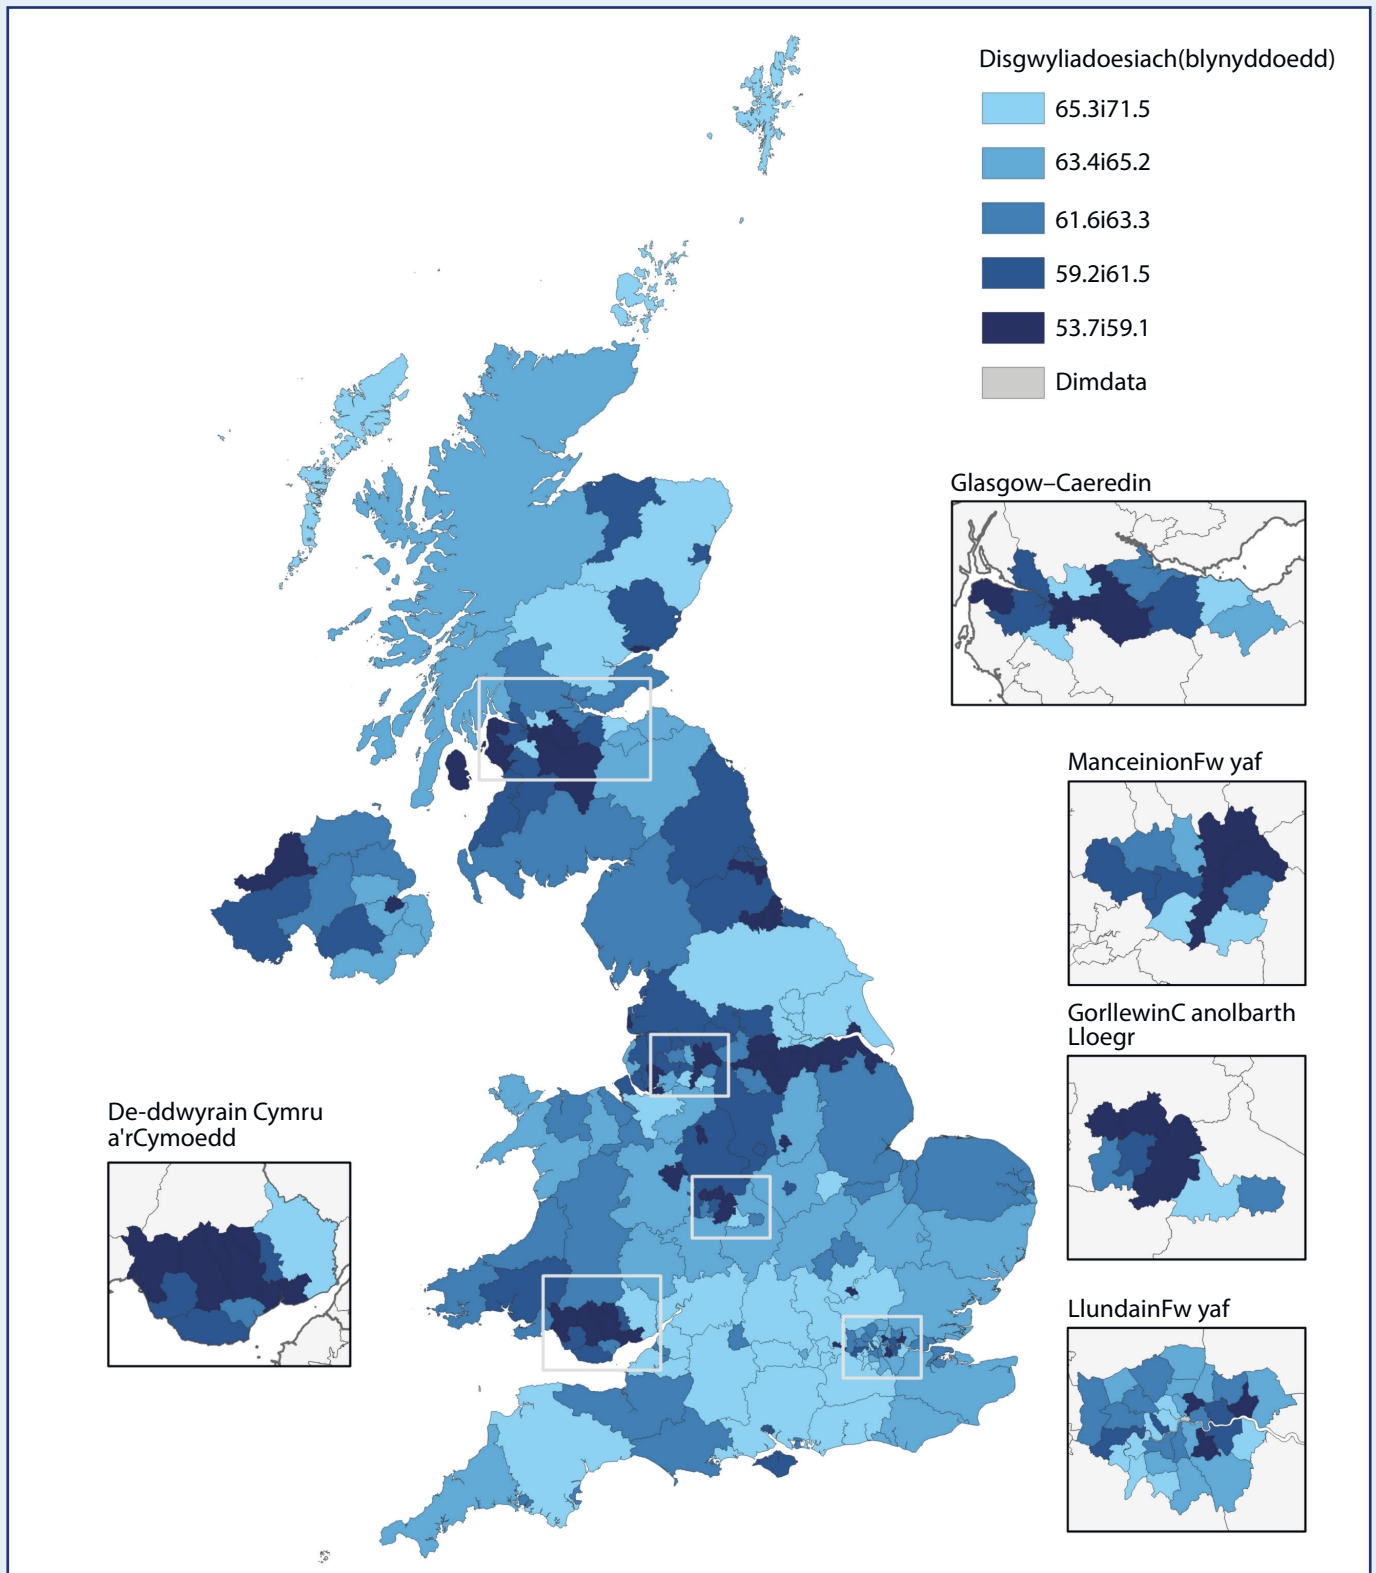 Disgwyliadoesiach(blynyddoedd)
65.3i71.5
63.4i65.2
61.6i63.3
59.2i61.5
53.7i59.1
Dimdata
Glasgow–Caeredin
ManceinionFw yaf
GorllewinC anolbarth
Lloegr
De-ddwyrain Cymru
a'rCymoedd
LlundainFw yaf